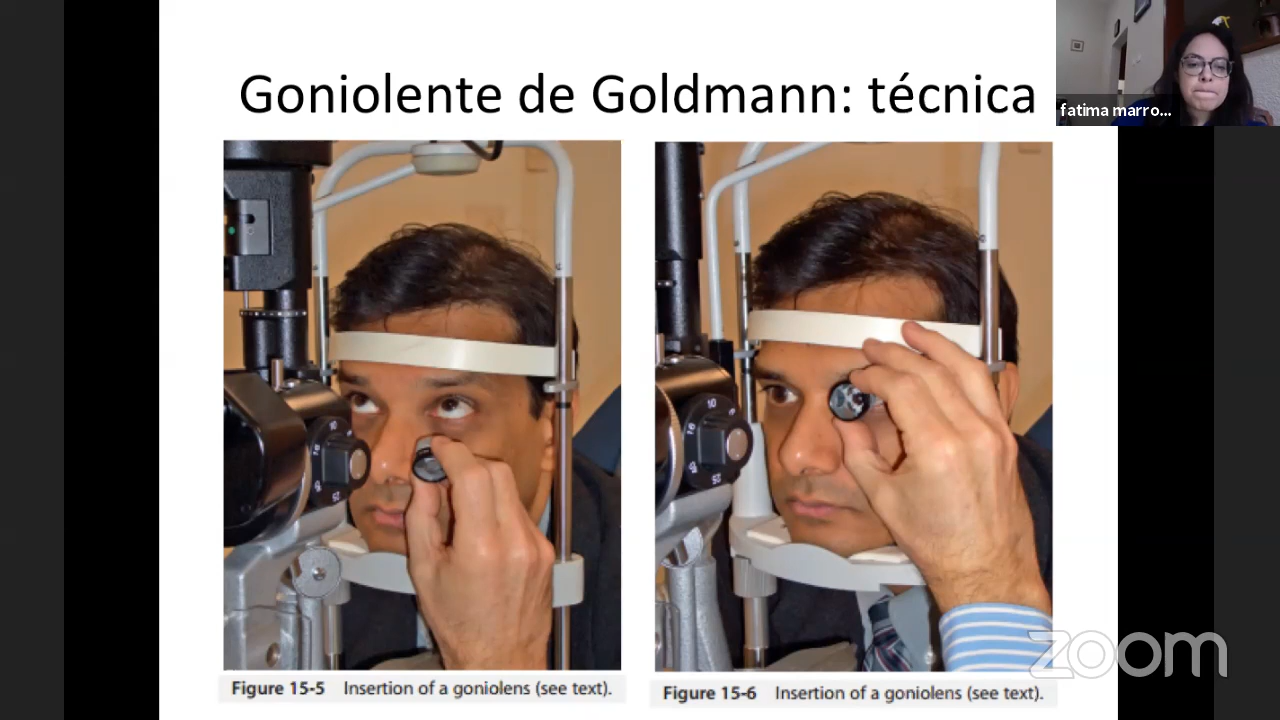 Goniolente de Goldmann: técnica
fatima marro...
Figure 15-5 Insertion of a goniolens (see text).
Figure 15-6 Insertion of a goniolens (see text).
zoom